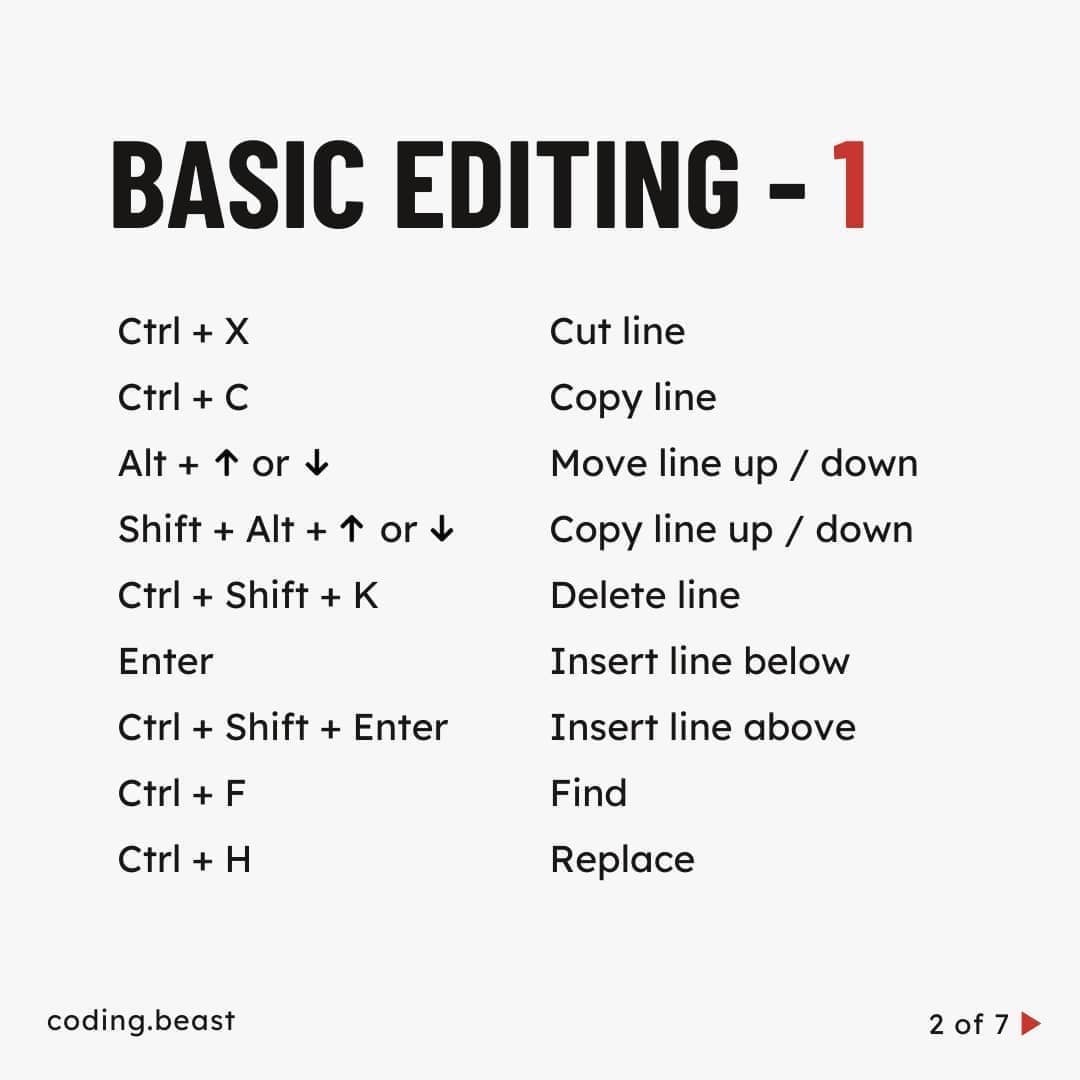 BASIC EDITING - 1
Ctrl + X Cut line
Ctrl + C Copy line
Alt + ↑ or ↓ Move line up / down
Shift + Alt + ↑ or ↓ Copy line up / down
Ctrl + Shift + K Delete line
Enter Insert line below
Ctrl + Shift + Enter Insert line above
Ctrl + F Find
Ctrl + H Replace
coding.beast
2 of 7